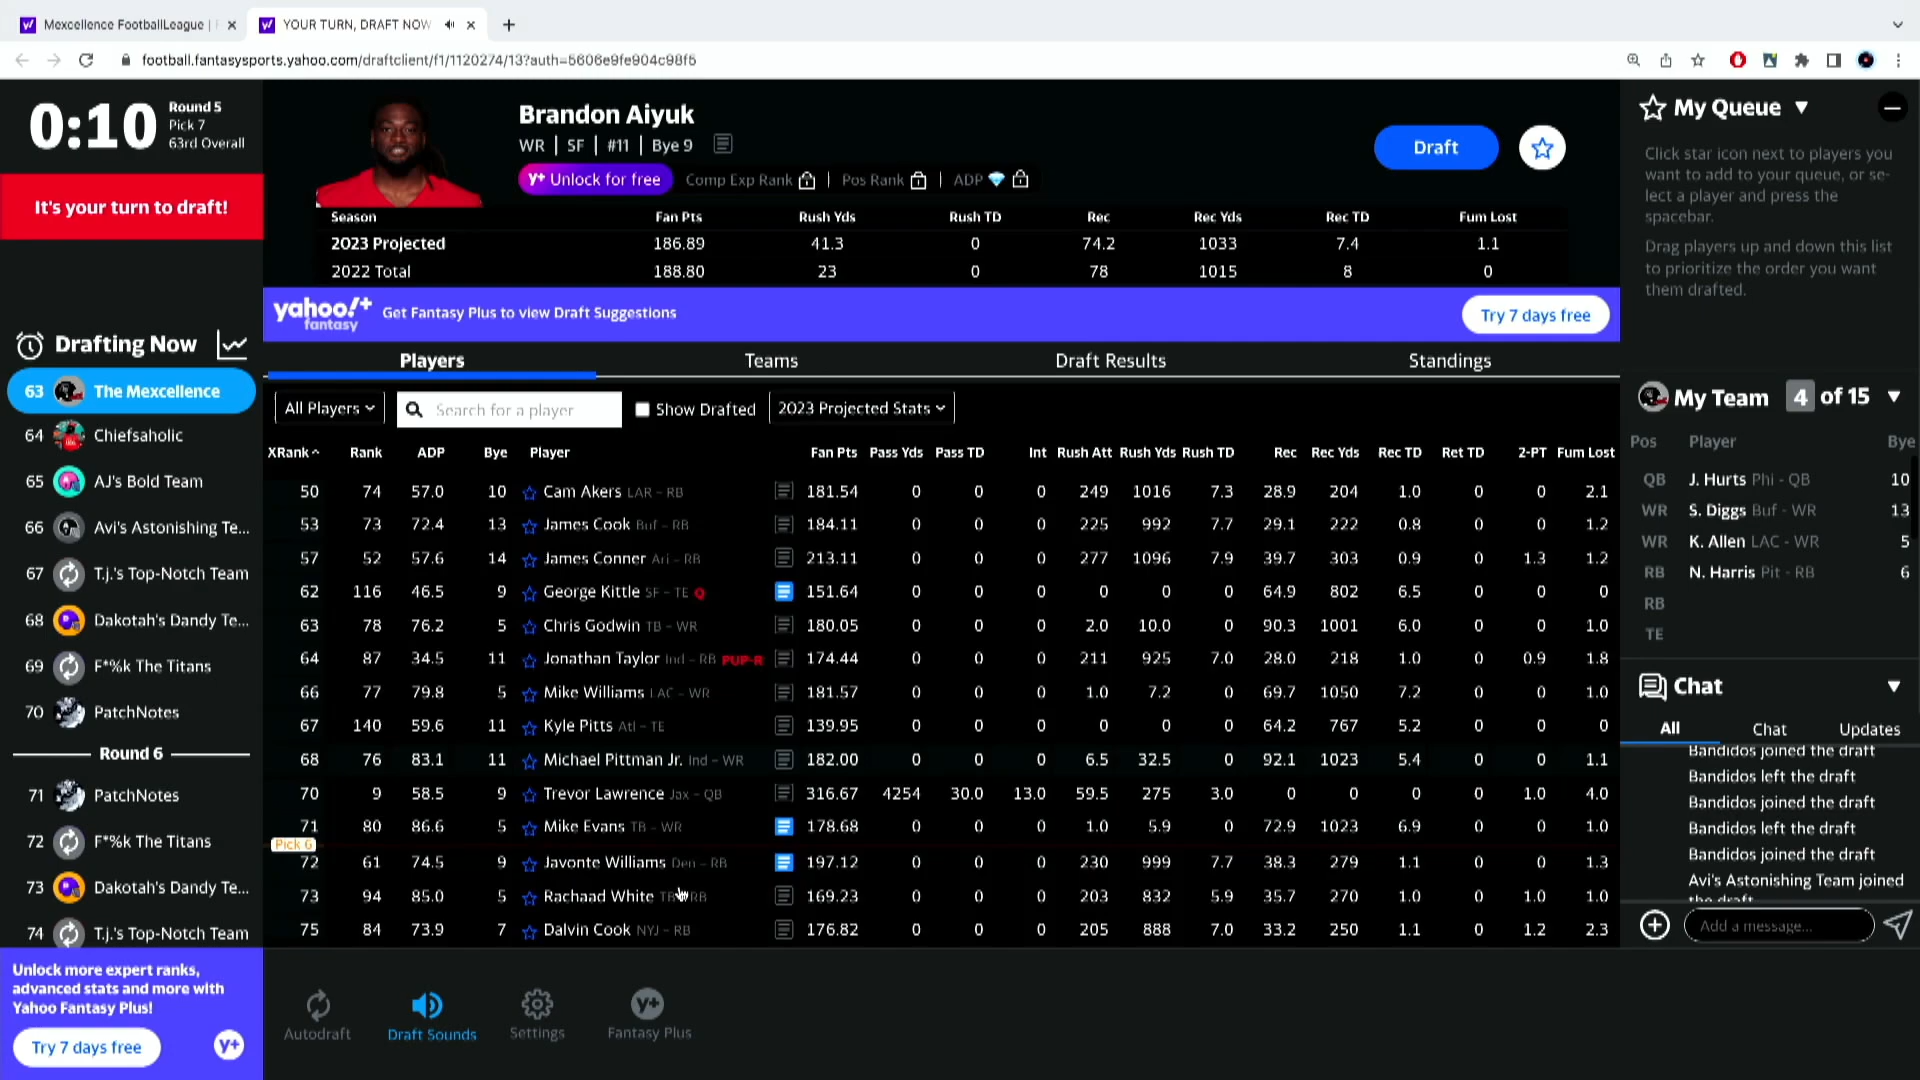 Mexcellence FootballLeague |
YOUR TURN, DRAFT NOW
football.fantasysports.yahoo.com/draftclient/f1/1120274/13?auth=5606e9fe904c98f5
0:10
Round 5
Pick 7
63rd Overall
It's your turn to draft!
Brandon Aiyuk
WR | SF | #11 | Bye 9
y+ Unlock for free Comp Exp Rank | Pos Rank | ADP
Draft
Season Fan Pts Rush Yds Rush TD Rec Rec Yds Rec TD Fum Lost
2023 Projected 186.89 41.3 0 74.2 1033 7.4 1.1
2022 Total 188.80 23 0 78 1015 8 0
yahoo!+ fantasy
Get Fantasy Plus to view Draft Suggestions
Try 7 days free
My Queue
Click star icon next to players you
want to add to your queue, or se-
lect a player and press the
spacebar.
Drag players up and down this list
to prioritize the order you want
them drafted.
Drafting Now
63 The Mexcellence
64 Chiefsaholic
65 AJ's Bold Team
66 Avi's Astonishing Te...
67 T.j.'s Top-Notch Team
68 Dakotah's Dandy Te...
69 F*%k The Titans
70 PatchNotes
Round 6
71 PatchNotes
72 F*%k The Titans
73 Dakotah's Dandy Te...
74 T.j.'s Top-Notch Team
Unlock more expert ranks,
advanced stats and more with
Yahoo Fantasy Plus!
Try 7 days free
y+
Players Teams Draft Results Standings
All Players
Search for a player
Show Drafted
2023 Projected Stats
XRank Rank ADP Bye Player Fan Pts Pass Yds Pass TD Int Rush Att Rush Yds Rush TD Rec Rec Yds Rec TD Ret TD 2-PT Fum Lost
50 74 57.0 10 Cam Akers LAR - RB 181.54 0 0 0 249 1016 7.3 28.9 204 1.0 0 0 2.1
53 73 72.4 13 James Cook Buf - RB 184.11 0 0 0 225 992 7.7 29.1 222 0.8 0 0 1.2
57 52 57.6 14 James Conner Ari - RB 213.11 0 0 0 277 1096 7.9 39.7 303 0.9 0 1.3 1.2
62 116 46.5 9 George Kittle SF - TE Q 151.64 0 0 0 0 0 0 64.9 802 6.5 0 0 0
63 78 76.2 5 Chris Godwin TB - WR 180.05 0 0 0 2.0 10.0 0 90.3 1001 6.0 0 0 1.0
64 87 34.5 11 Jonathan Taylor Ind - RB PUP-R 174.44 0 0 0 211 925 7.0 28.0 218 1.0 0 0.9 1.8
66 77 79.8 5 Mike Williams LAC - WR 181.57 0 0 0 1.0 7.2 0 69.7 1050 7.2 0 0 1.0
67 140 59.6 11 Kyle Pitts Atl - TE 139.95 0 0 0 0 0 0 64.2 767 5.2 0 0 0
68 76 83.1 11 Michael Pittman Jr. Ind - WR 182.00 0 0 0 6.5 32.5 0 92.1 1023 5.4 0 0 1.1
70 9 58.5 9 Trevor Lawrence Jax - QB 316.67 4254 30.0 13.0 59.5 275 3.0 0 0 0 0 1.0 4.0
71 80 86.6 5 Mike Evans TB - WR 178.68 0 0 0 1.0 5.9 0 72.9 1023 6.9 0 0 1.0
Pick 6
72 61 74.5 9 Javonte Williams Den - RB 197.12 0 0 0 230 999 7.7 38.3 279 1.1 0 0 1.3
73 94 85.0 5 Rachaad White TB - RB 169.23 0 0 0 203 832 5.9 35.7 270 1.0 0 1.0 1.0
75 84 73.9 7 Dalvin Cook NYJ - RB 176.82 0 0 0 205 888 7.0 33.2 250 1.1 0 1.2 2.3
Autodraft
Draft Sounds
Settings
y+
Fantasy Plus
My Team 4 of 15
Pos Player Bye
QB J. Hurts Phi - QB 10
WR S. Diggs Buf - WR 13
WR K. Allen LAC - WR 5
RB N. Harris Pit - RB 6
RB
TE
Chat
All Chat Updates
Bandidos joined the draft
Bandidos left the draft
Bandidos joined the draft
Bandidos left the draft
Bandidos joined the draft
Avi's Astonishing Team joined
the draft
Add a message...